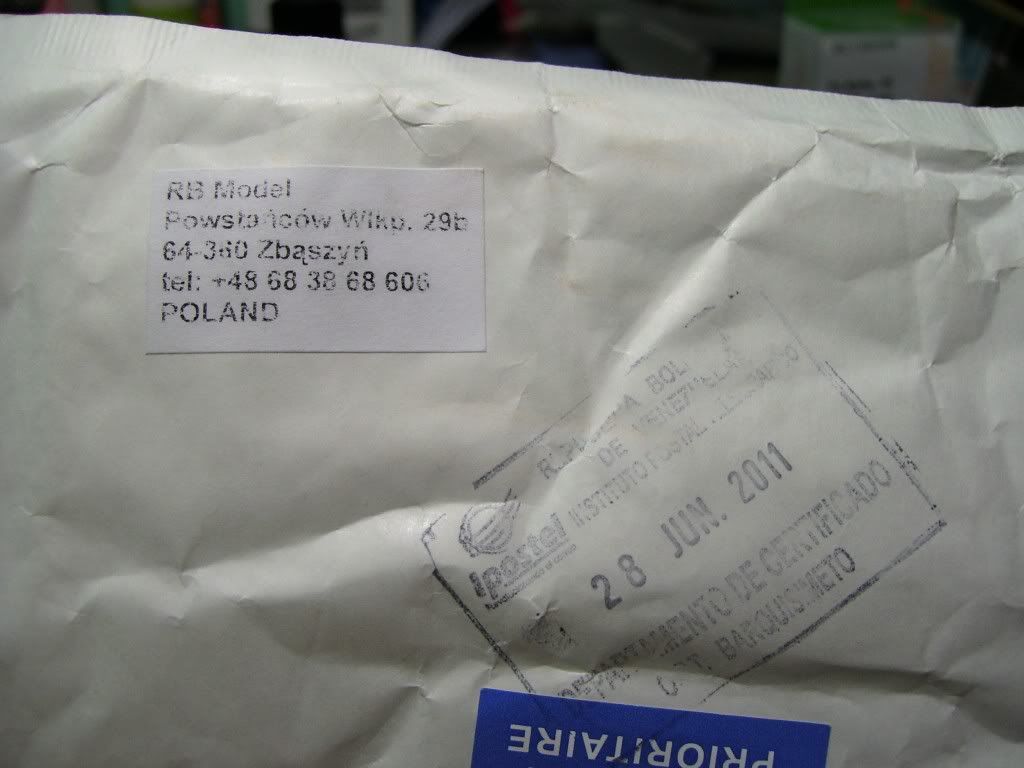 RB Model
Powstańców Wlkp. 29b
64-360 Zbąszyń
tel: +48 68 38 68 606
POLAND
DE VENEZUELA
INSTITUTO POSTAL
Ipostel
28 JUN. 2011
DEPARTAMENTO DE CERTIFICADO
BARQUISIMETO
PRIORITAIRE